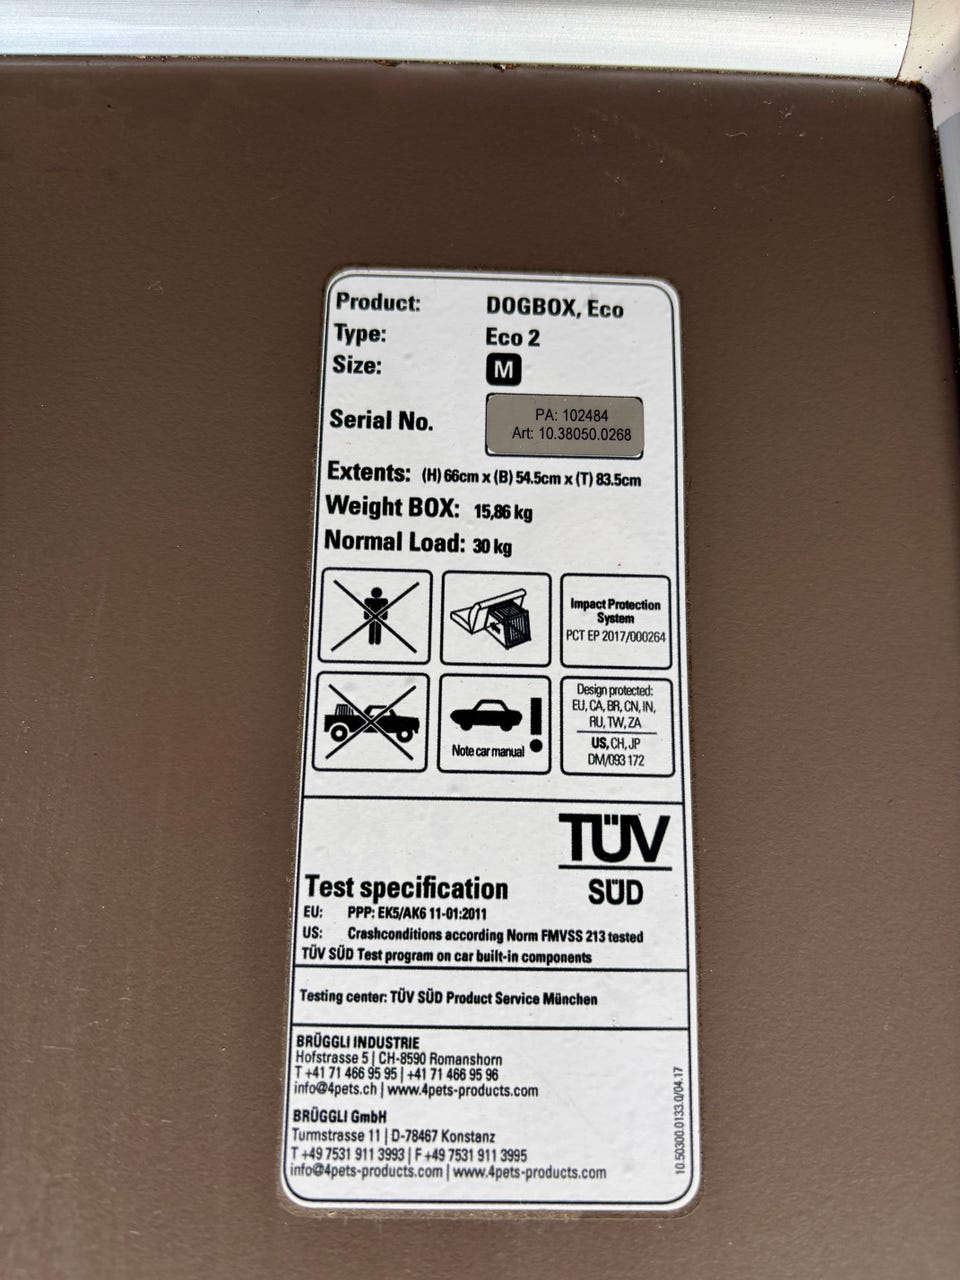 Product: DOGBOX, Eco
Type: Eco 2
Size: M
Serial No. PA: 102484
Art: 10.38050.0268
Extents: (H) 66cm x (B) 54.5cm x (T) 83.5cm
Weight BOX: 15,86 kg
Normal Load: 30 kg
Impact Protection
System
PCT EP 2017/000264
Note car manual
Design protected:
EU, CA, BR, CN, IN,
RU, TW, ZA
US, CH, JP
DM/093 172
TÜV
SÜD
Test specification
EU: PPP: EK5/AK6 11-01:2011
US: Crashconditions according Norm FMVSS 213 tested
TÜV SÜD Test program on car built-in components
Testing center: TÜV SÜD Product Service München
BRÜGGLI INDUSTRIE
Hofstrasse 5 | CH-8590 Romanshorn
T +41 71 466 95 95 | +41 71 466 95 96
info@4pets.ch | www.4pets-products.com
BRÜGGLI GmbH
Turmstrasse 11 | D-78467 Konstanz
T +49 7531 911 3993 | F +49 7531 911 3995
info@4pets-products.com | www.4pets-products.com
10.50300.0133.0/04.17